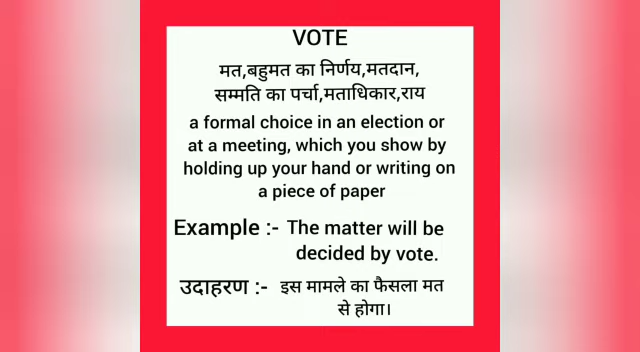 VOTE
मत,बहुमत का निर्णय,मतदान,
सम्मति का पर्चा,मताधिकार,राय
a formal choice in an election or
at a meeting, which you show by
holding up your hand or writing on
a piece of paper
Example :- The matter will be
decided by vote.
उदाहरण :- इस मामले का फैसला मत
से होगा।